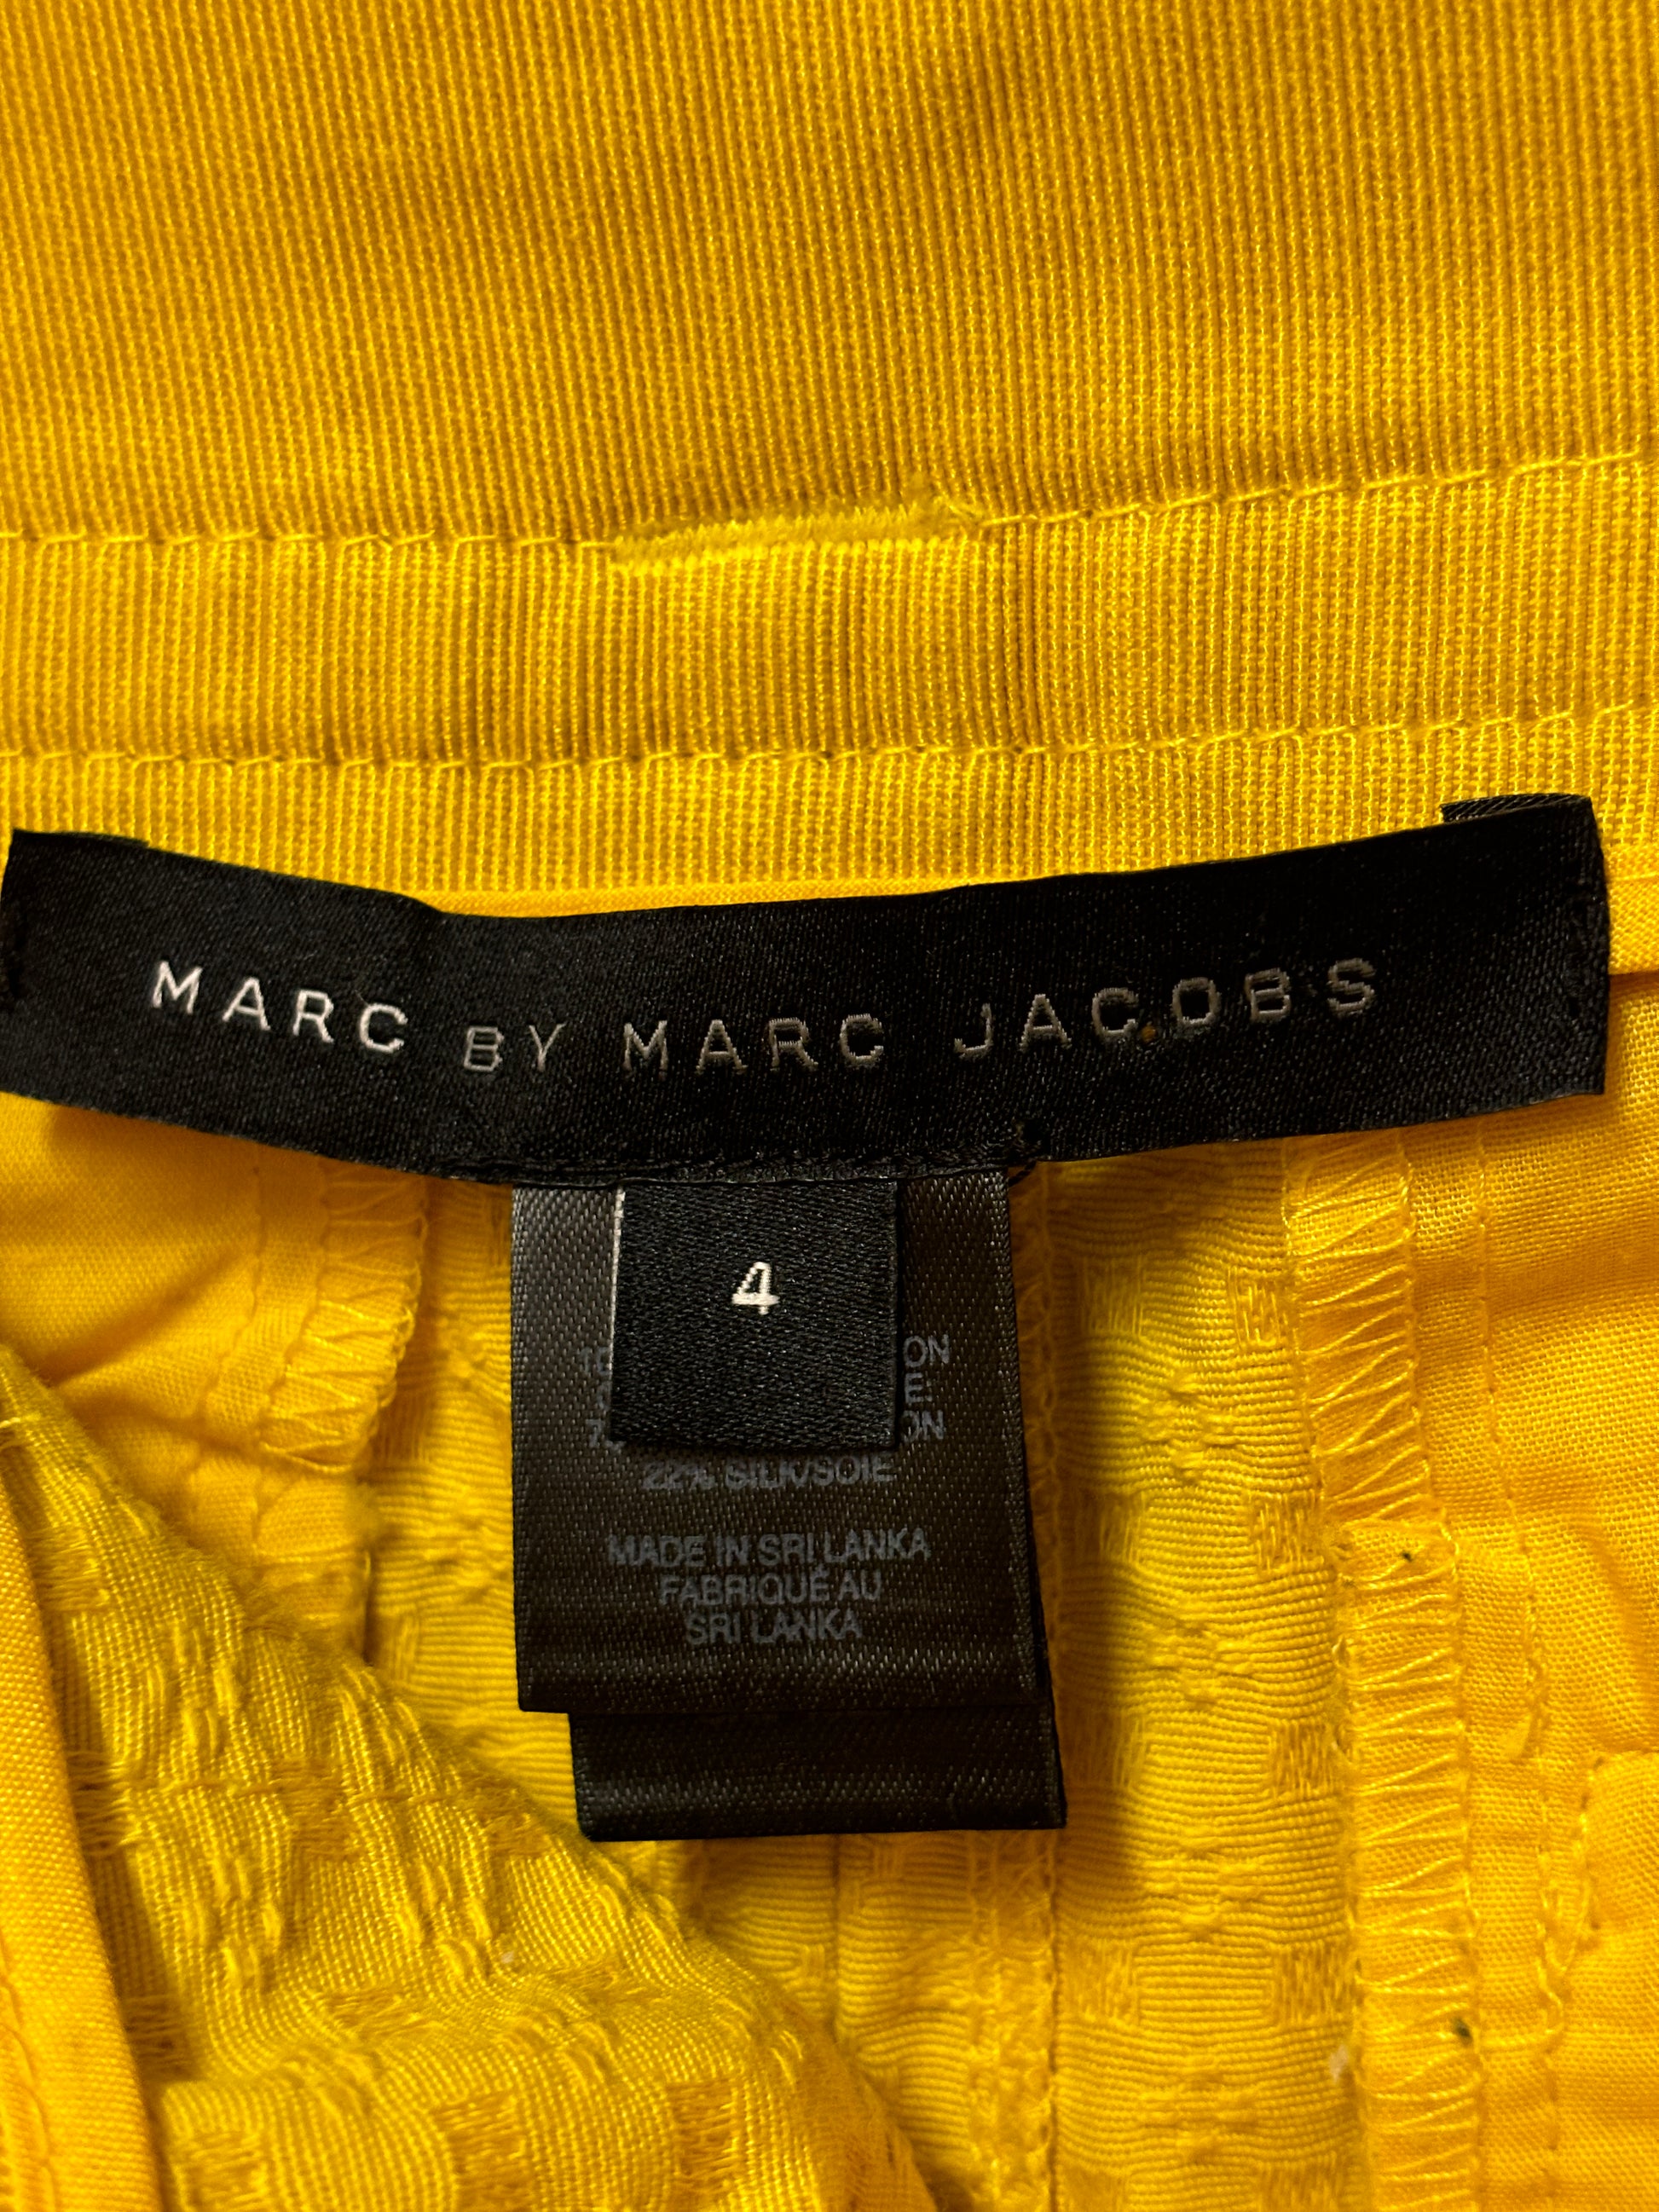 MARC BY MARC JACOBS
4
22% SILK/SOIE
MADE IN SRI LANKA
FABRIQUÉ AU
SRI LANKA